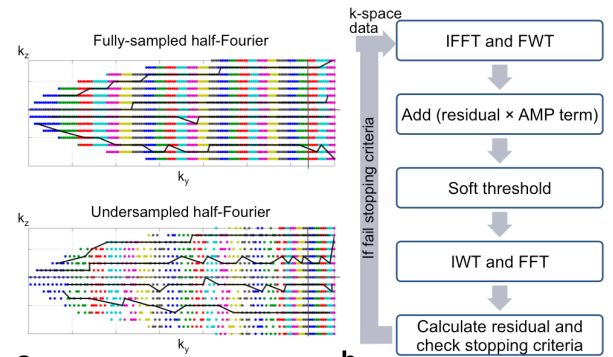 Fully-sampled half-Fourier
kz
ky
Undersampled half-Fourier
kz
ky
k-space
data
If fail stopping criteria
IFFT and FWT
Add (residual × AMP term)
Soft threshold
IWT and FFT
Calculate residual and
check stopping criteria